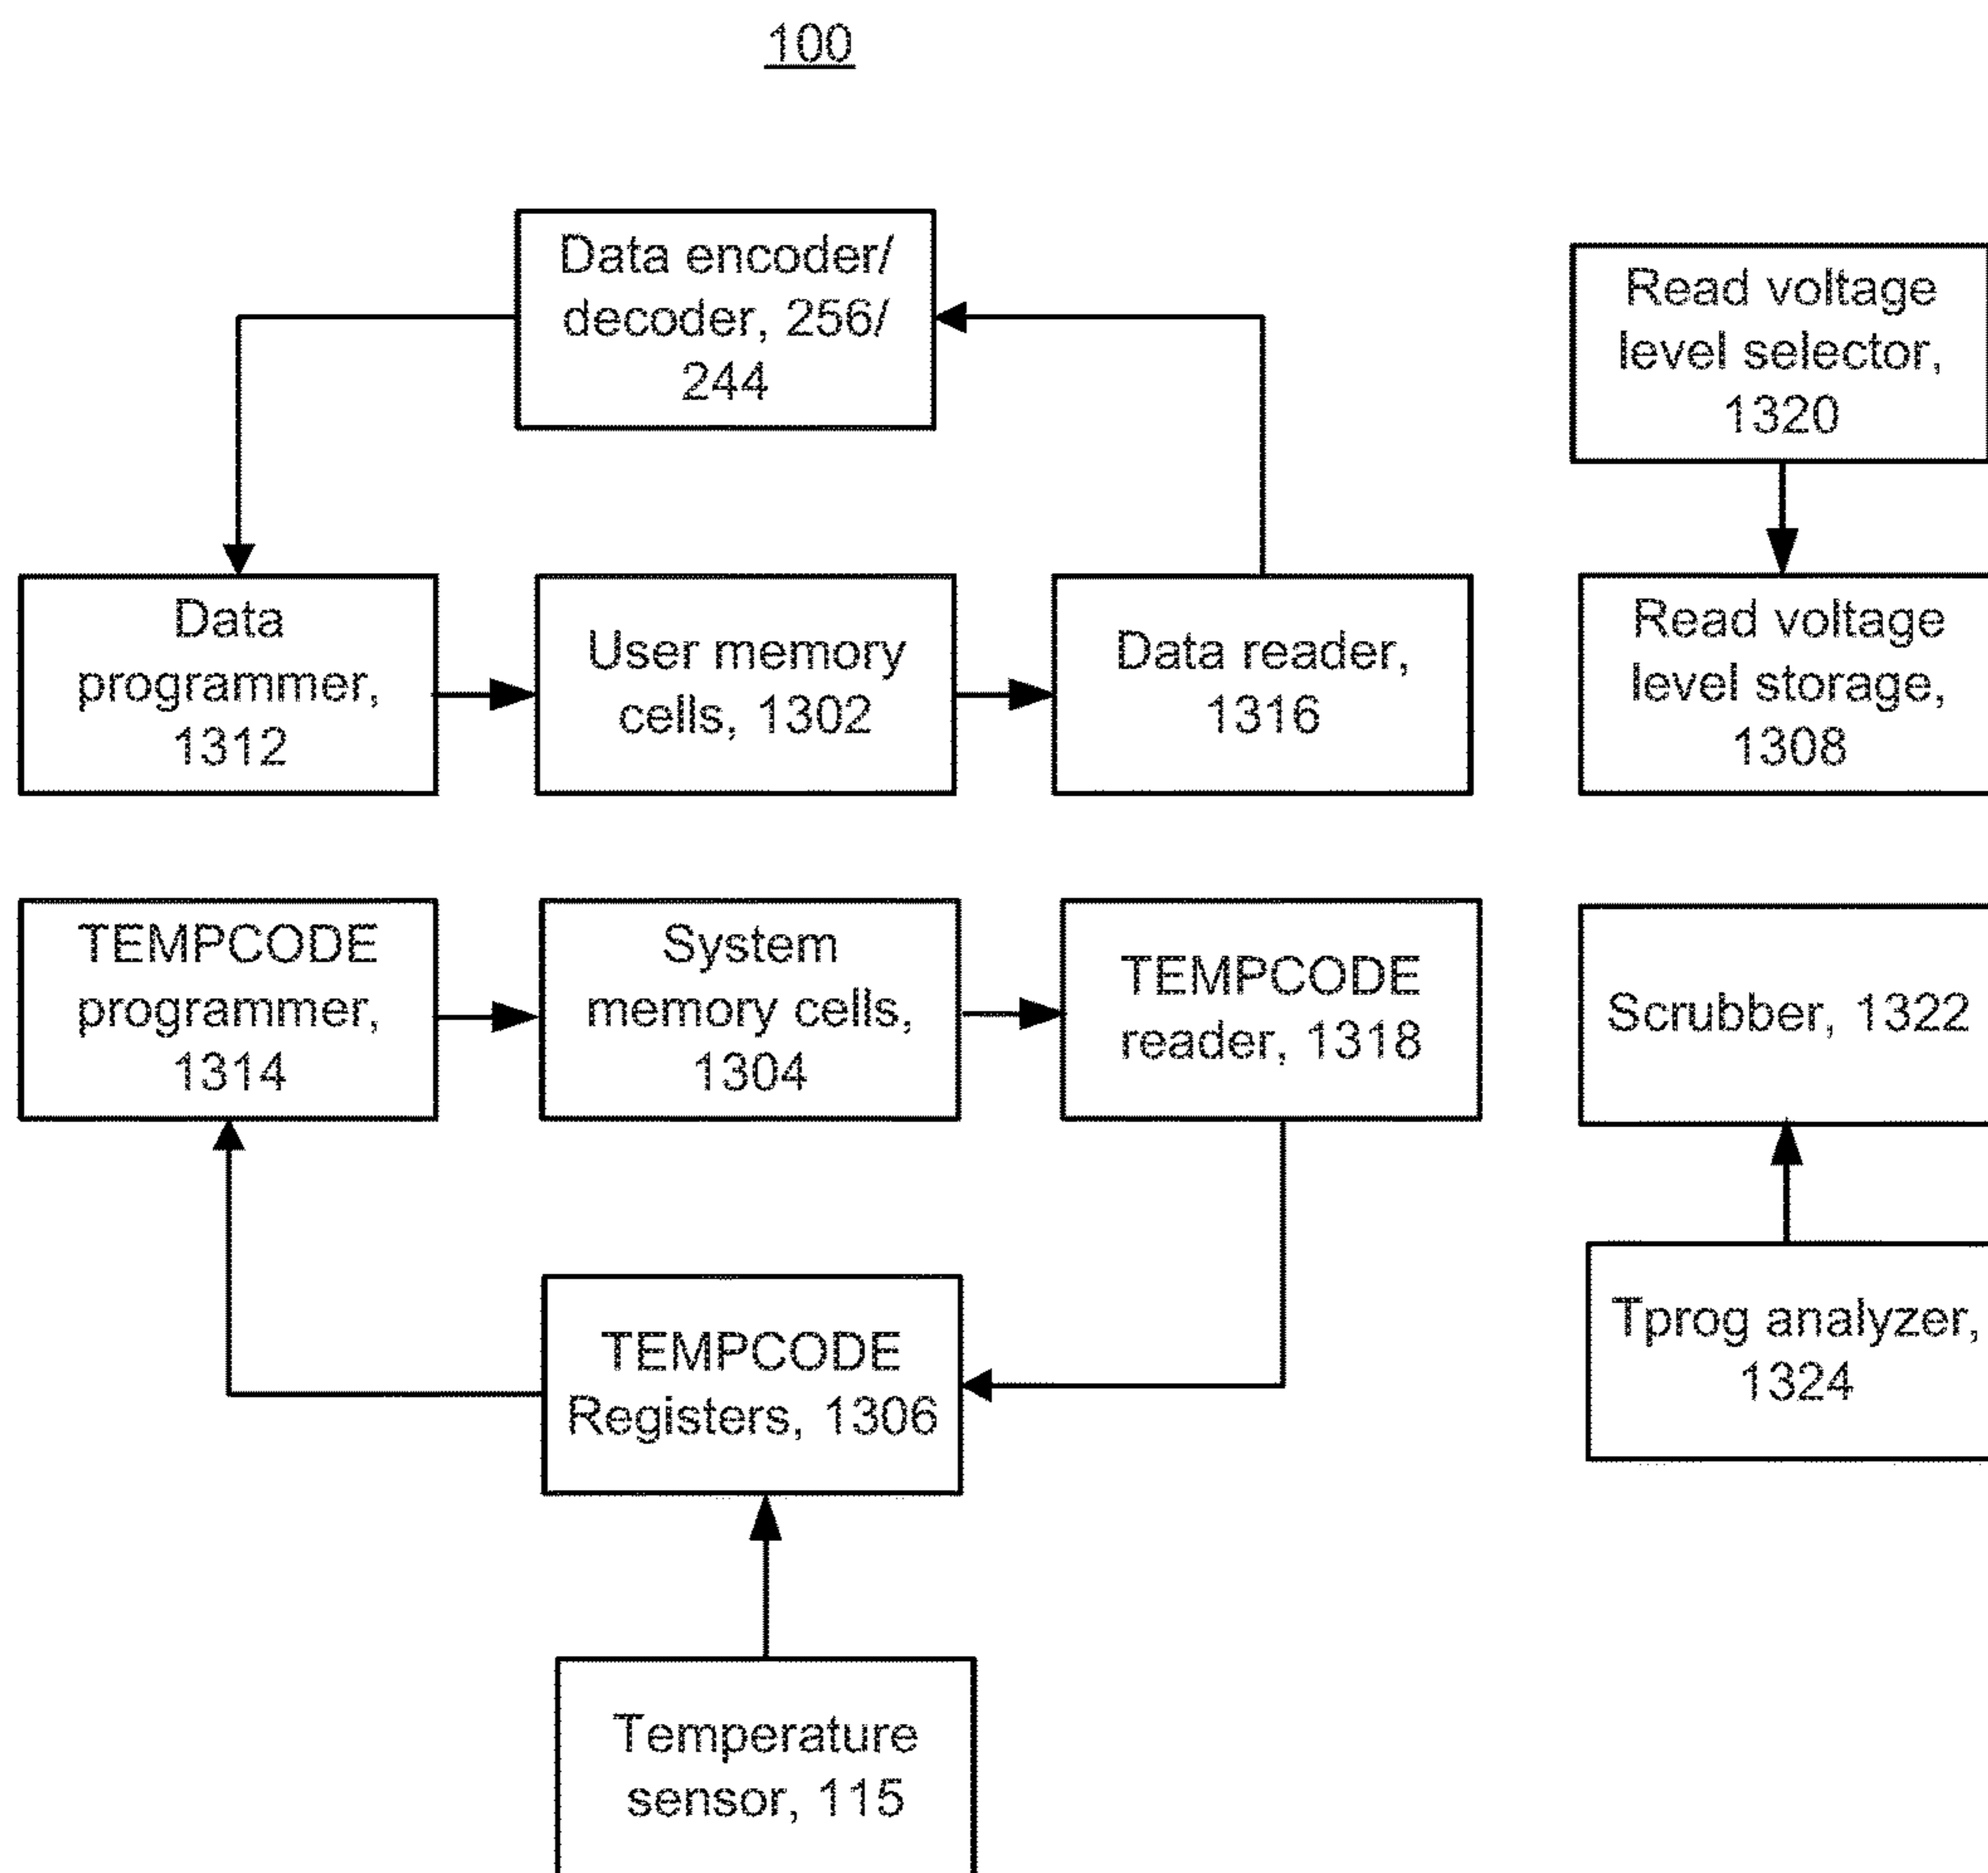 100
Data encoder/
decoder, 256/
244
Read voltage
level selector,
1320
Data
programmer,
1312
User memory
cells, 1302
Data reader,
1316
Read voltage
level storage,
1308
TEMPCODE
programmer,
1314
System
memory cells,
1304
TEMPCODE
reader, 1318
Scrubber, 1322
TEMPCODE
Registers, 1306
Tprog analyzer,
1324
Temperature
sensor, 115